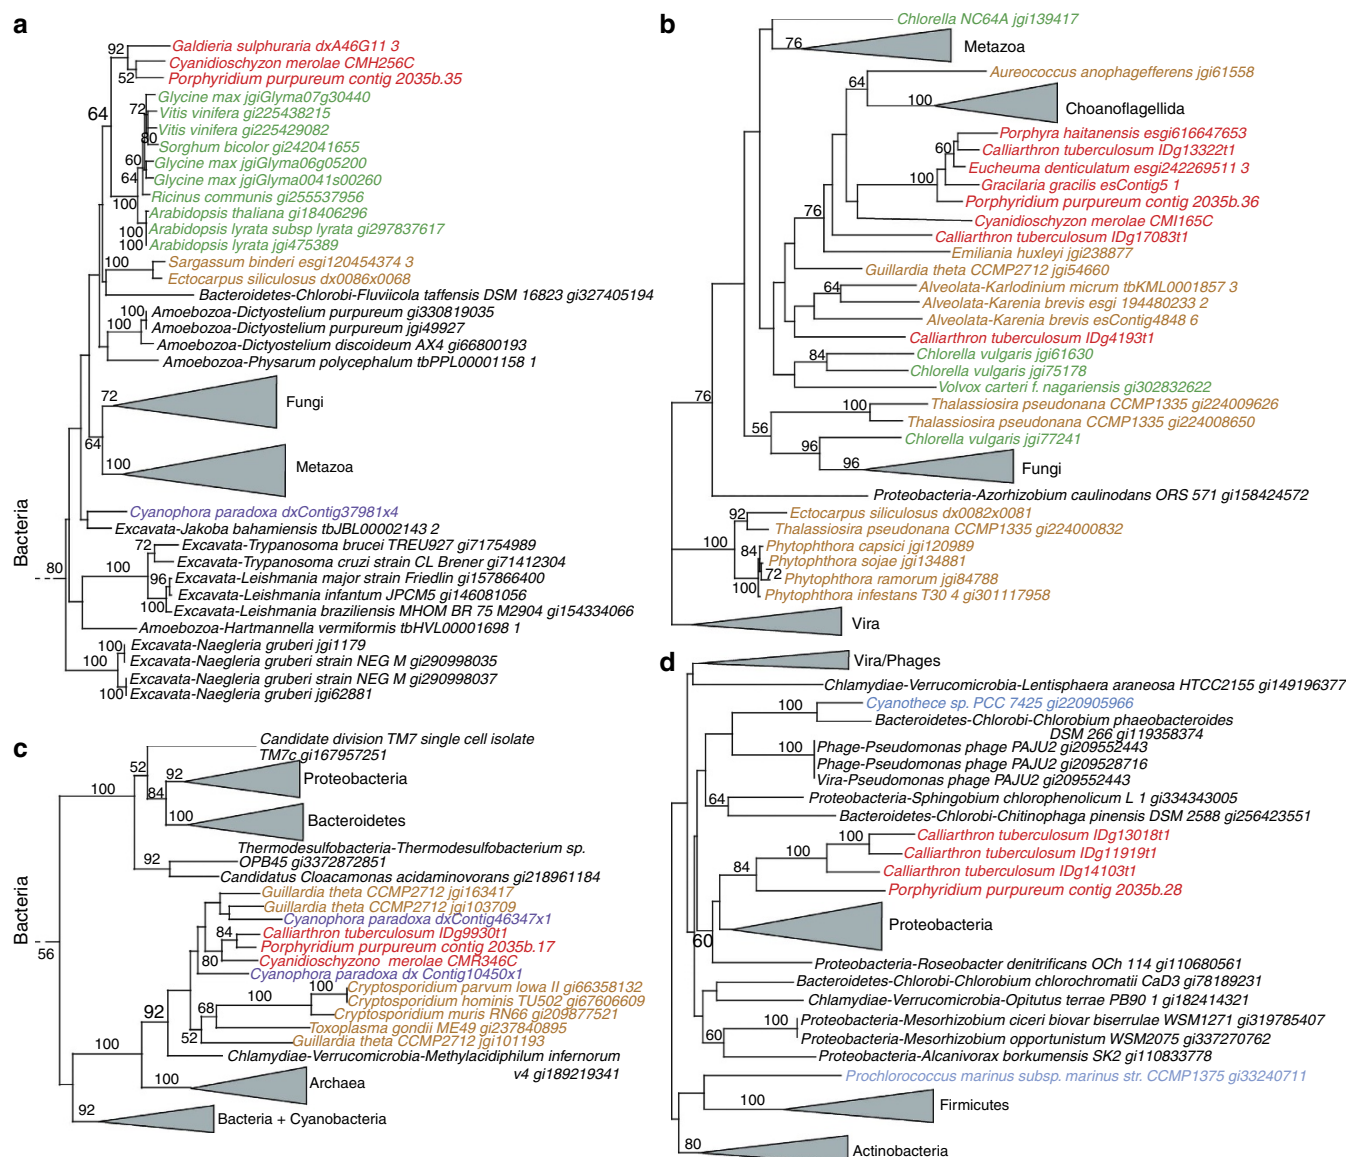 a
92
Galdieria sulphuraria dxA46G11 3
Cyanidioschyzon merolae CMH256C
52
Porphyridium purpureum contig 2035b.35
64
Glycine max jgiGlyma07g30440
72
Vitis vinifera gi225438215
Vitis vinifera gi225429082
80
Sorghum bicolor gi242041655
60
Glycine max jgiGlyma06g05200
64
Glycine max jgiGlyma0041s00260
Ricinus communis gi255537956
100
Arabidopsis thaliana gi18406296
100
Arabidopsis lyrata subsp lyrata gi297837617
100
Arabidopsis lyrata jgi475389
100
Sargassum binderi esgi120454374 3
Ectocarpus siliculosus dx0086x0068
Bacteroidetes-Chlorobi-Fluviicola taffensis DSM 16823 gi327405194
100
Amoebozoa-Dictyostelium purpureum gi330819035
100
Amoebozoa-Dictyostelium purpureum jgi49927
Amoebozoa-Dictyostelium discoideum AX4 gi66800193
Amoebozoa-Physarum polycephalum tbPPL00001158 1
72
Fungi
64
100
Metazoa
Bacteria
80
Cyanophora paradoxa dxContig37981x4
Excavata-Jakoba bahamiensis tbJBL00002143 2
72
Excavata-Trypanosoma brucei TREU927 gi71754989
100
Excavata-Trypanosoma cruzi strain CL Brener gi71412304
96
Excavata-Leishmania major strain Friedlin gi157866400
Excavata-Leishmania infantum JPCM5 gi146081056
100
Excavata-Leishmania braziliensis MHOM BR 75 M2904 gi154334066
Amoebozoa-Hartmannella vermiformis tbHVL00001698 1
100
Excavata-Naegleria gruberi jgi1179
100
Excavata-Naegleria gruberi strain NEG M gi290998035
Excavata-Naegleria gruberi strain NEG M gi290998037
100
Excavata-Naegleria gruberi jgi62881
b
Chlorella NC64A jgi139417
76
Metazoa
64
Aureococcus anophagefferens jgi61558
100
Choanoflagellida
Porphyra haitanensis esgi616647653
60
Calliarthron tuberculosum IDg13322t1
Eucheuma denticulatum esgi242269511 3
100
Gracilaria gracilis esContig5 1
Porphyridium purpureum contig 2035b.36
76
Cyanidioschyzon merolae CMI165C
Calliarthron tuberculosum IDg17083t1
Emiliania huxleyi jgi238877
Guillardia theta CCMP2712 jgi54660
64
Alveolata-Karlodinium micrum tbKML0001857 3
Alveolata-Karenia brevis esgi 194480233 2
Alveolata-Karenia brevis esContig4848 6
Calliarthron tuberculosum IDg4193t1
84
Chlorella vulgaris jgi61630
Chlorella vulgaris jgi75178
Volvox carteri f. nagariensis gi302832622
76
100
Thalassiosira pseudonana CCMP1335 gi224009626
Thalassiosira pseudonana CCMP1335 gi224008650
56
Chlorella vulgaris jgi77241
96
96
Fungi
Proteobacteria-Azorhizobium caulinodans ORS 571 gi158424572
92
Ectocarpus siliculosus dx0082x0081
Thalassiosira pseudonana CCMP1335 gi224000832
100
Phytophthora capsici jgi120989
84
Phytophthora sojae jgi134881
72
Phytophthora ramorum jgi84788
100
Phytophthora infestans T30 4 gi301117958
Vira
c
Candidate division TM7 single cell isolate
TM7c gi167957251
52
92
Proteobacteria
100
84
100
Bacteroidetes
Thermodesulfobacteria-Thermodesulfobacterium sp.
92
OPB45 gi3372872851
Candidatus Cloacamonas acidaminovorans gi218961184
Bacteria
56
Guillardia theta CCMP2712 jgi163417
Guillardia theta CCMP2712 jgi103709
Cyanophora paradoxa dxContig46347x1
84
Calliarthron tuberculosum IDg9930t1
Porphyridium purpureum contig 2035b.17
80
Cyanidioschyzono merolae CMR346C
Cyanophora paradoxa dx Contig10450x1
100
Cryptosporidium parvum Iowa II gi66358132
100
Cryptosporidium hominis TU502 gi67606609
92
68
Cryptosporidium muris RN66 gi209877521
Toxoplasma gondii ME49 gi237840895
52
Guillardia theta CCMP2712 jgi101193
100
Chlamydiae-Verrucomicrobia-Methylacidiphilum infernorum
v4 gi189219341
100
Archaea
92
Bacteria + Cyanobacteria
d
Vira/Phages
Chlamydiae-Verrucomicrobia-Lentisphaera araneosa HTCC2155 gi149196377
100
Cyanothece sp. PCC 7425 gi220905966
Bacteroidetes-Chlorobi-Chlorobium phaeobacteroides
DSM 266 gi119358374
100
Phage-Pseudomonas phage PAJU2 gi209552443
Phage-Pseudomonas phage PAJU2 gi209528716
Vira-Pseudomonas phage PAJU2 gi209552443
64
Proteobacteria-Sphingobium chlorophenolicum L 1 gi334343005
Bacteroidetes-Chlorobi-Chitinophaga pinensis DSM 2588 gi256423551
100
Calliarthron tuberculosum IDg13018t1
100
Calliarthron tuberculosum IDg11919t1
84
Calliarthron tuberculosum IDg14103t1
Porphyridium purpureum contig 2035b.28
Proteobacteria
60
Proteobacteria-Roseobacter denitrificans OCh 114 gi110680561
Bacteroidetes-Chlorobi-Chlorobium chlorochromatii CaD3 gi78189231
Chlamydiae-Verrucomicrobia-Opitutus terrae PB90 1 gi182414321
100
Proteobacteria-Mesorhizobium ciceri biovar biserrulae WSM1271 gi319785407
60
Proteobacteria-Mesorhizobium opportunistum WSM2075 gi337270762
Proteobacteria-Alcanivorax borkumensis SK2 gi110833778
Prochlorococcus marinus subsp. marinus str. CCMP1375 gi33240711
100
Firmicutes
80
Actinobacteria